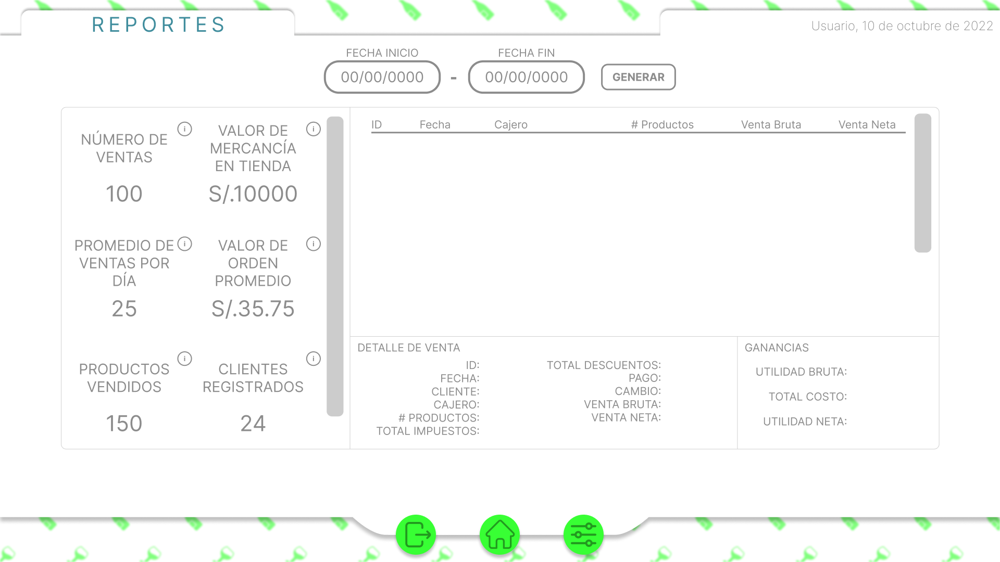 REPORTES
Usuario, 10 de octubre de 2022
FECHA INICIO
FECHA FIN
00/00/0000 - 00/00/0000
GENERAR
NÚMERO DE
VENTAS
100
VALOR DE
MERCANCÍA
EN TIENDA
S/.10000
PROMEDIO DE
VENTAS POR
DÍA
25
VALOR DE
ORDEN
PROMEDIO
S/.35.75
PRODUCTOS
VENDIDOS
150
CLIENTES
REGISTRADOS
24
ID Fecha Cajero # Productos Venta Bruta Venta Neta
DETALLE DE VENTA
ID:
FECHA:
CLIENTE:
CAJERO:
# PRODUCTOS:
TOTAL IMPUESTOS:
TOTAL DESCUENTOS:
PAGO:
CAMBIO:
VENTA BRUTA:
VENTA NETA:
GANANCIAS
UTILIDAD BRUTA:
TOTAL COSTO:
UTILIDAD NETA: